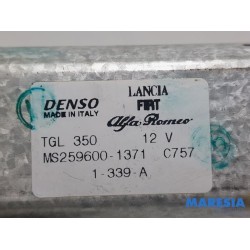 DENSO
MADE IN ITALY
LANCIA
FIAT
Alfa Romeo
TGL 350 12 V
MS259600-1371 C757
1-339-A
MARESIA